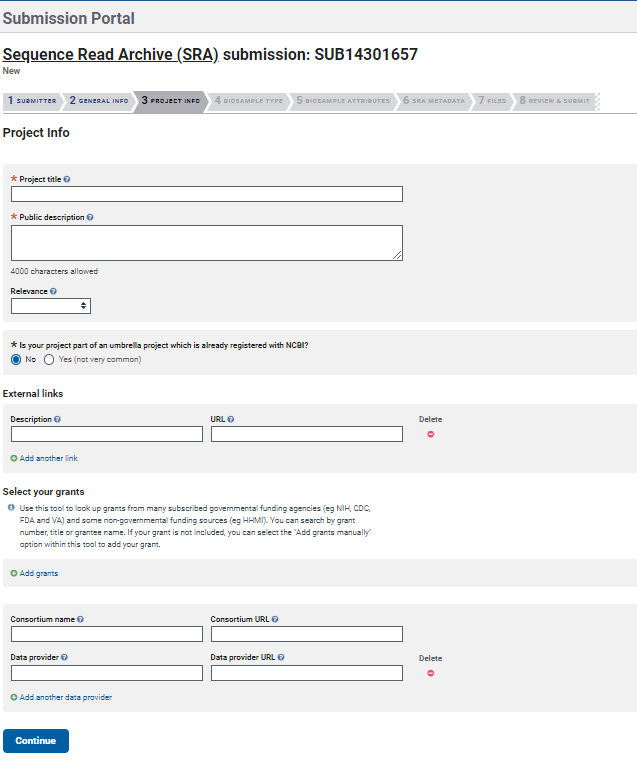 Submission Portal
Sequence Read Archive (SRA) submission: SUB14301657
New
1 SUBMITTER 2 GENERAL INFO 3 PROJECT INFO 4 BIOSAMPLE TYPE 5 BIOSAMPLE ATTRIBUTES 6 SRA METADATA 7 FILES 8 REVIEW & SUBMIT
Project Info
* Project title ?
* Public description ?
4000 characters allowed
Relevance ?
* Is your project part of an umbrella project which is already registered with NCBI?
No Yes (not very common)
External links
Description ? URL ? Delete
Add another link
Select your grants
Use this tool to look up grants from many subscribed governmental funding agencies (eg NIH, CDC,
FDA and VA) and some non-governmental funding sources (eg HHMI). You can search by grant
number, title or grantee name. If your grant is not included, you can select the "Add grants manually"
option within this tool to add your grant.
Add grants
Consortium name ? Consortium URL ?
Data provider ? Data provider URL ? Delete
Add another data provider
Continue